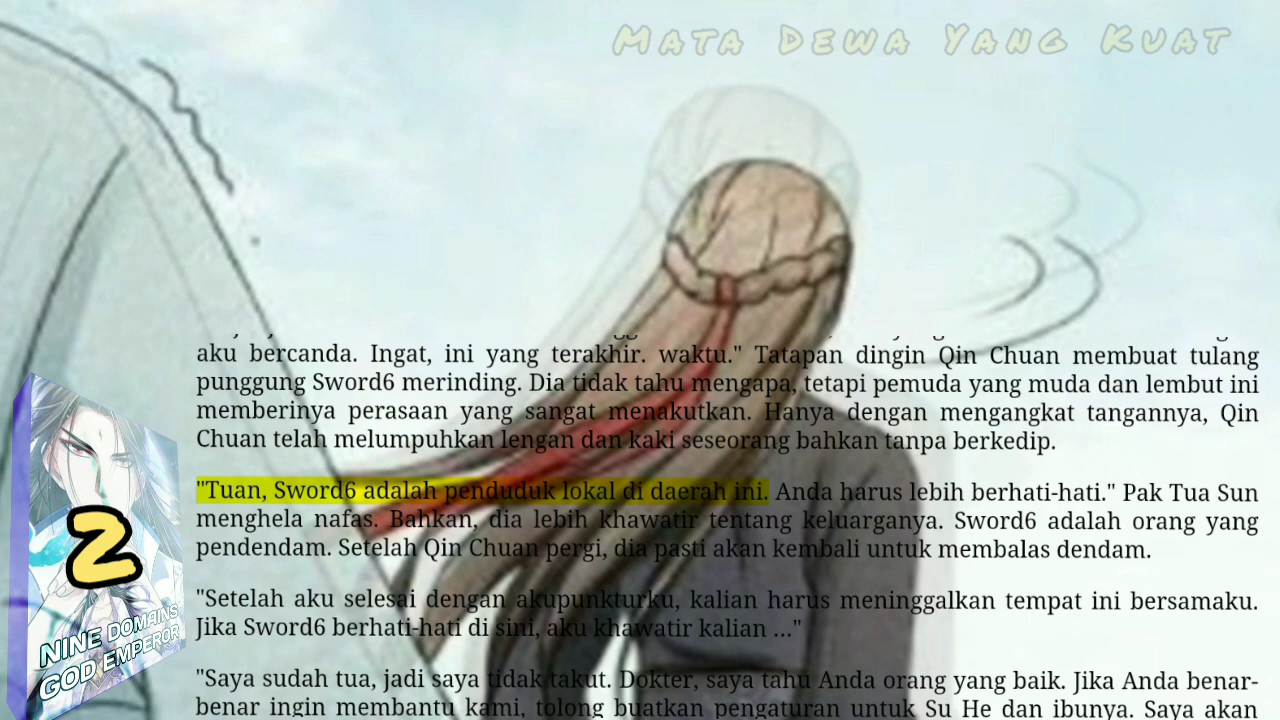 Mata Dewa Yang Kuat
aku bercanda. Ingat, ini yang terakhir. waktu." Tatapan dingin Qin Chuan membuat tulang
punggung Sword6 merinding. Dia tidak tahu mengapa, tetapi pemuda yang muda dan lembut ini
memberinya perasaan yang sangat menakutkan. Hanya dengan mengangkat tangannya, Qin
Chuan telah melumpuhkan lengan dan kaki seseorang bahkan tanpa berkedip.
"Tuan, Sword6 adalah penduduk lokal di daerah ini. Anda harus lebih berhati-hati." Pak Tua Sun
menghela nafas. Bahkan, dia lebih khawatir tentang keluarganya. Sword6 adalah orang yang
pendendam. Setelah Qin Chuan pergi, dia pasti akan kembali untuk membalas dendam.
"Setelah aku selesai dengan akupunkturku, kalian harus meninggalkan tempat ini bersamaku.
Jika Sword6 berhati-hati di sini, aku khawatir kalian ..."
"Saya sudah tua, jadi saya tidak takut. Dokter, saya tahu Anda orang yang baik. Jika Anda benar-
benar ingin membantu kami, tolong buatkan pengaturan untuk Su He dan ibunya. Saya akan
2
NINE DOMAINS
GOD EMPEROR